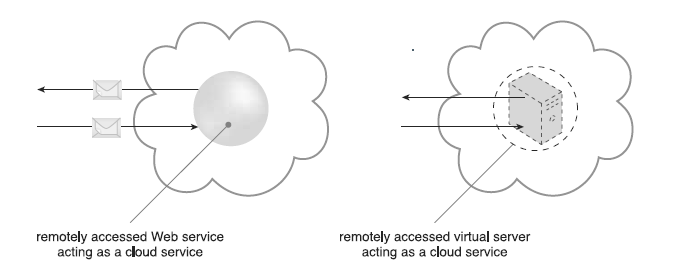 remotely accessed Web service
acting as a cloud service
remotely accessed virtual server
acting as a cloud service